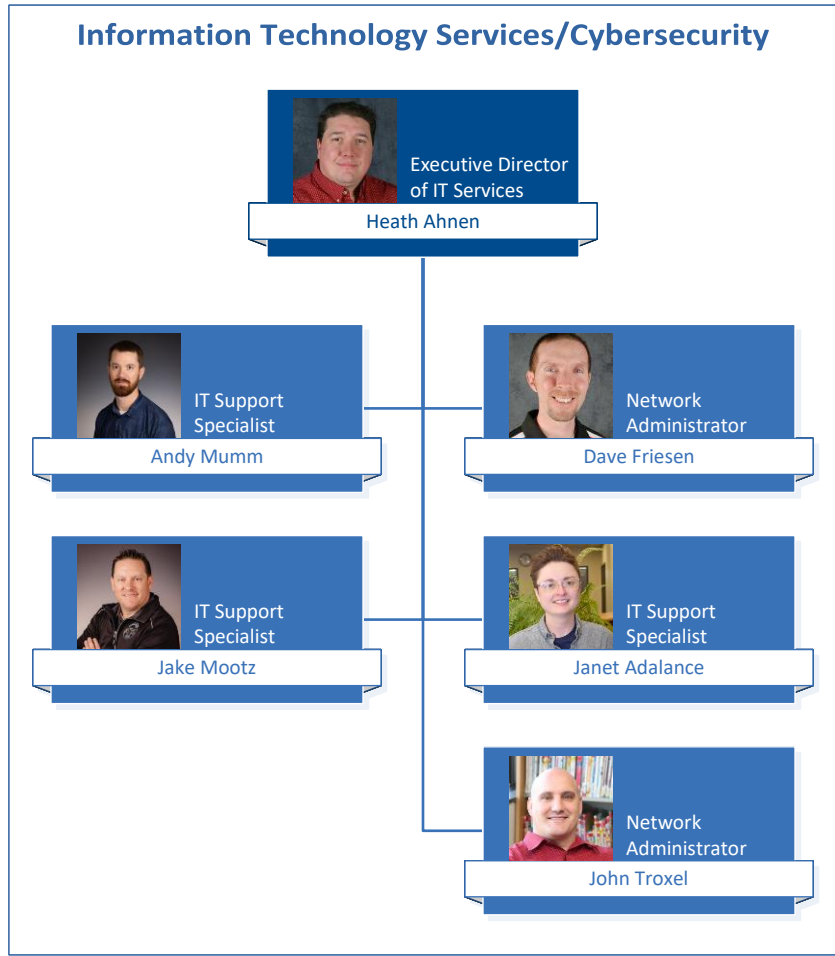 Information Technology Services/Cybersecurity
Executive Director
of IT Services
Heath Ahnen
IT Support
Specialist
Andy Mumm
Network
Administrator
Dave Friesen
IT Support
Specialist
Jake Mootz
IT Support
Specialist
Janet Adalance
Network
Administrator
John Troxel